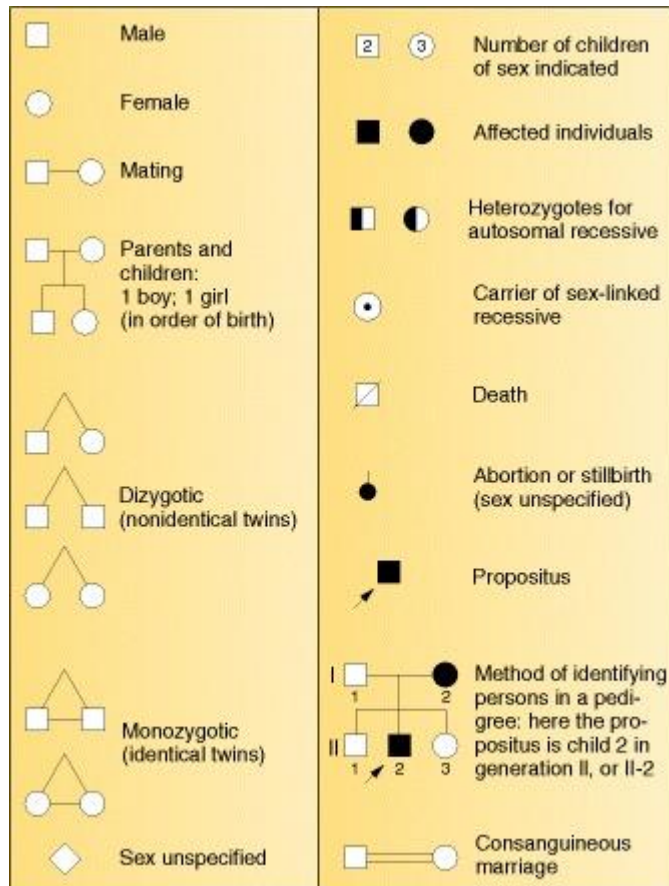 Male
Female
Mating
Parents and
children:
1 boy; 1 girl
(in order of birth)
Dizygotic
(nonidentical twins)
Monozygotic
(identical twins)
Sex unspecified
2 3
Number of children
of sex indicated
Affected individuals
Heterozygotes for
autosomal recessive
Carrier of sex-linked
recessive
Death
Abortion or stillbirth
(sex unspecified)
Propositus
I
1 2
II
1 2 3
Method of identifying
persons in a pedi-
gree: here the pro-
positus is child 2 in
generation II, or II-2
Consanguineous
marriage